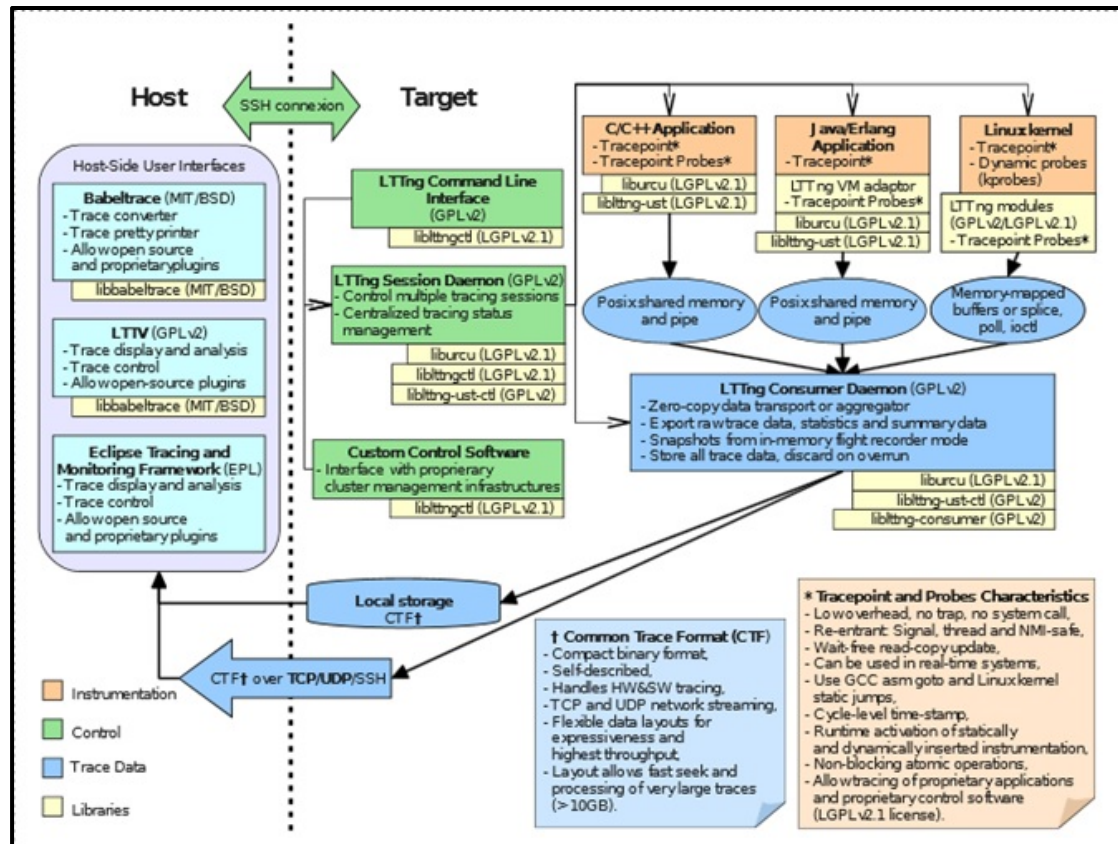 Host
SSH connexion
Target
Host-Side User Interfaces
Babeltrace (MIT/BSD)
- Trace converter
- Trace pretty printer
- Allow open source
and proprietary plugins
libbabeltrace (MIT/BSD)
LTTV (GPLv2)
- Trace display and analysis
- Trace control
- Allow open-source plugins
libbabeltrace (MIT/BSD)
Eclipse Tracing and
Monitoring Framework (EPL)
- Trace display and analysis
- Trace control
- Allow open source
and proprietary plugins
LTTng Command Line
Interface
(GPLv2)
liblttngctl (LGPLv2.1)
LTTng Session Daemon (GPLv2)
- Control multiple tracing sessions
- Centralized tracing status
management
liburcu (LGPLv2.1)
liblttngctl (LGPLv2.1)
liblttng-ust-ctl (GPLv2)
Custom Control Software
- Interface with proprierary
cluster management infrastructures
liblttngctl (LGPLv2.1)
C/C++ Application
- Tracepoint*
- Tracepoint Probes*
liburcu (LGPLv2.1)
liblttng-ust (LGPLv2.1)
Java/Erlang
Application
- Tracepoint*
LTTng VM adaptor
- Tracepoint Probes*
liburcu (LGPLv2.1)
liblttng-ust (LGPLv2.1)
Linux kernel
- Tracepoint*
- Dynamic probes
(kprobes)
LTTng modules
(GPLv2/LGPLv2.1)
- Tracepoint Probes*
Posix shared memory
and pipe
Posix shared memory
and pipe
Memory-mapped
buffers or splice,
poll, ioctl
LTTng Consumer Daemon (GPLv2)
- Zero-copy data transport or aggregator
- Export raw trace data, statistics and summary data
- Snapshots from in-memory flight recorder mode
- Store all trace data, discard on overrun
liburcu (LGPLv2.1)
liblttng-ust-ctl (GPLv2)
liblttng-consumer (GPLv2)
Local storage
CTF†
CTF† over TCP/UDP/SSH
Instrumentation
Control
Trace Data
Libraries
† Common Trace Format (CTF)
- Compact binary format,
- Self-described,
- Handles HW&SW tracing,
- TCP and UDP network streaming,
- Flexible data layouts for
expressiveness and
highest throughput,
- Layout allows fast seek and
processing of very large traces
(>10GB).
* Tracepoint and Probes Characteristics
- Low overhead, no trap, no system call,
- Re-entrant: Signal, thread and NMI-safe,
- Wait-free read-copy update,
- Can be used in real-time systems,
- Use GCC asm goto and Linux kernel
static jumps,
- Cycle-level time-stamp,
- Runtime activation of statically
and dynamically inserted instrumentation,
- Non-blocking atomic operations,
- Allow tracing of proprietary applications
and proprietary control software
(LGPLv2.1 license).